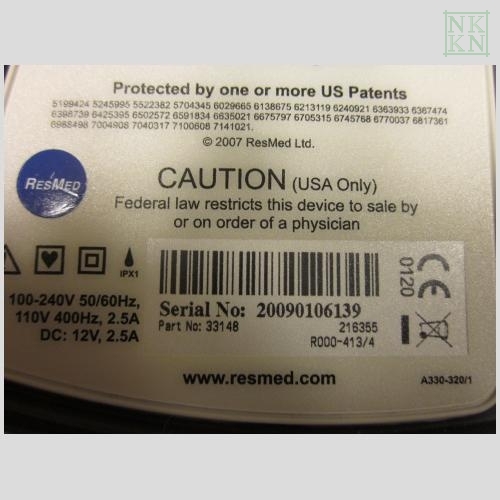 NK
KN
Protected by one or more US Patents
5199424 5245995 5522382 5704345 6029665 6138675 6213119 6240921 6363933 6367474
6398739 6425395 6502572 6591834 6635021 6675797 6705315 6745768 6770037 6817361
6988498 7004908 7040317 7100608 7141021.
© 2007 ResMed Ltd.
RESMED
CAUTION (USA Only)
Federal law restricts this device to sale by
or on order of a physician
IPX1
0120
CE
100-240V 50/60Hz,
110V 400Hz, 2.5A
DC: 12V, 2.5A
Serial No: 20090106139
Part No: 33148 216355
R000-413/4
www.resmed.com
A330-320/1